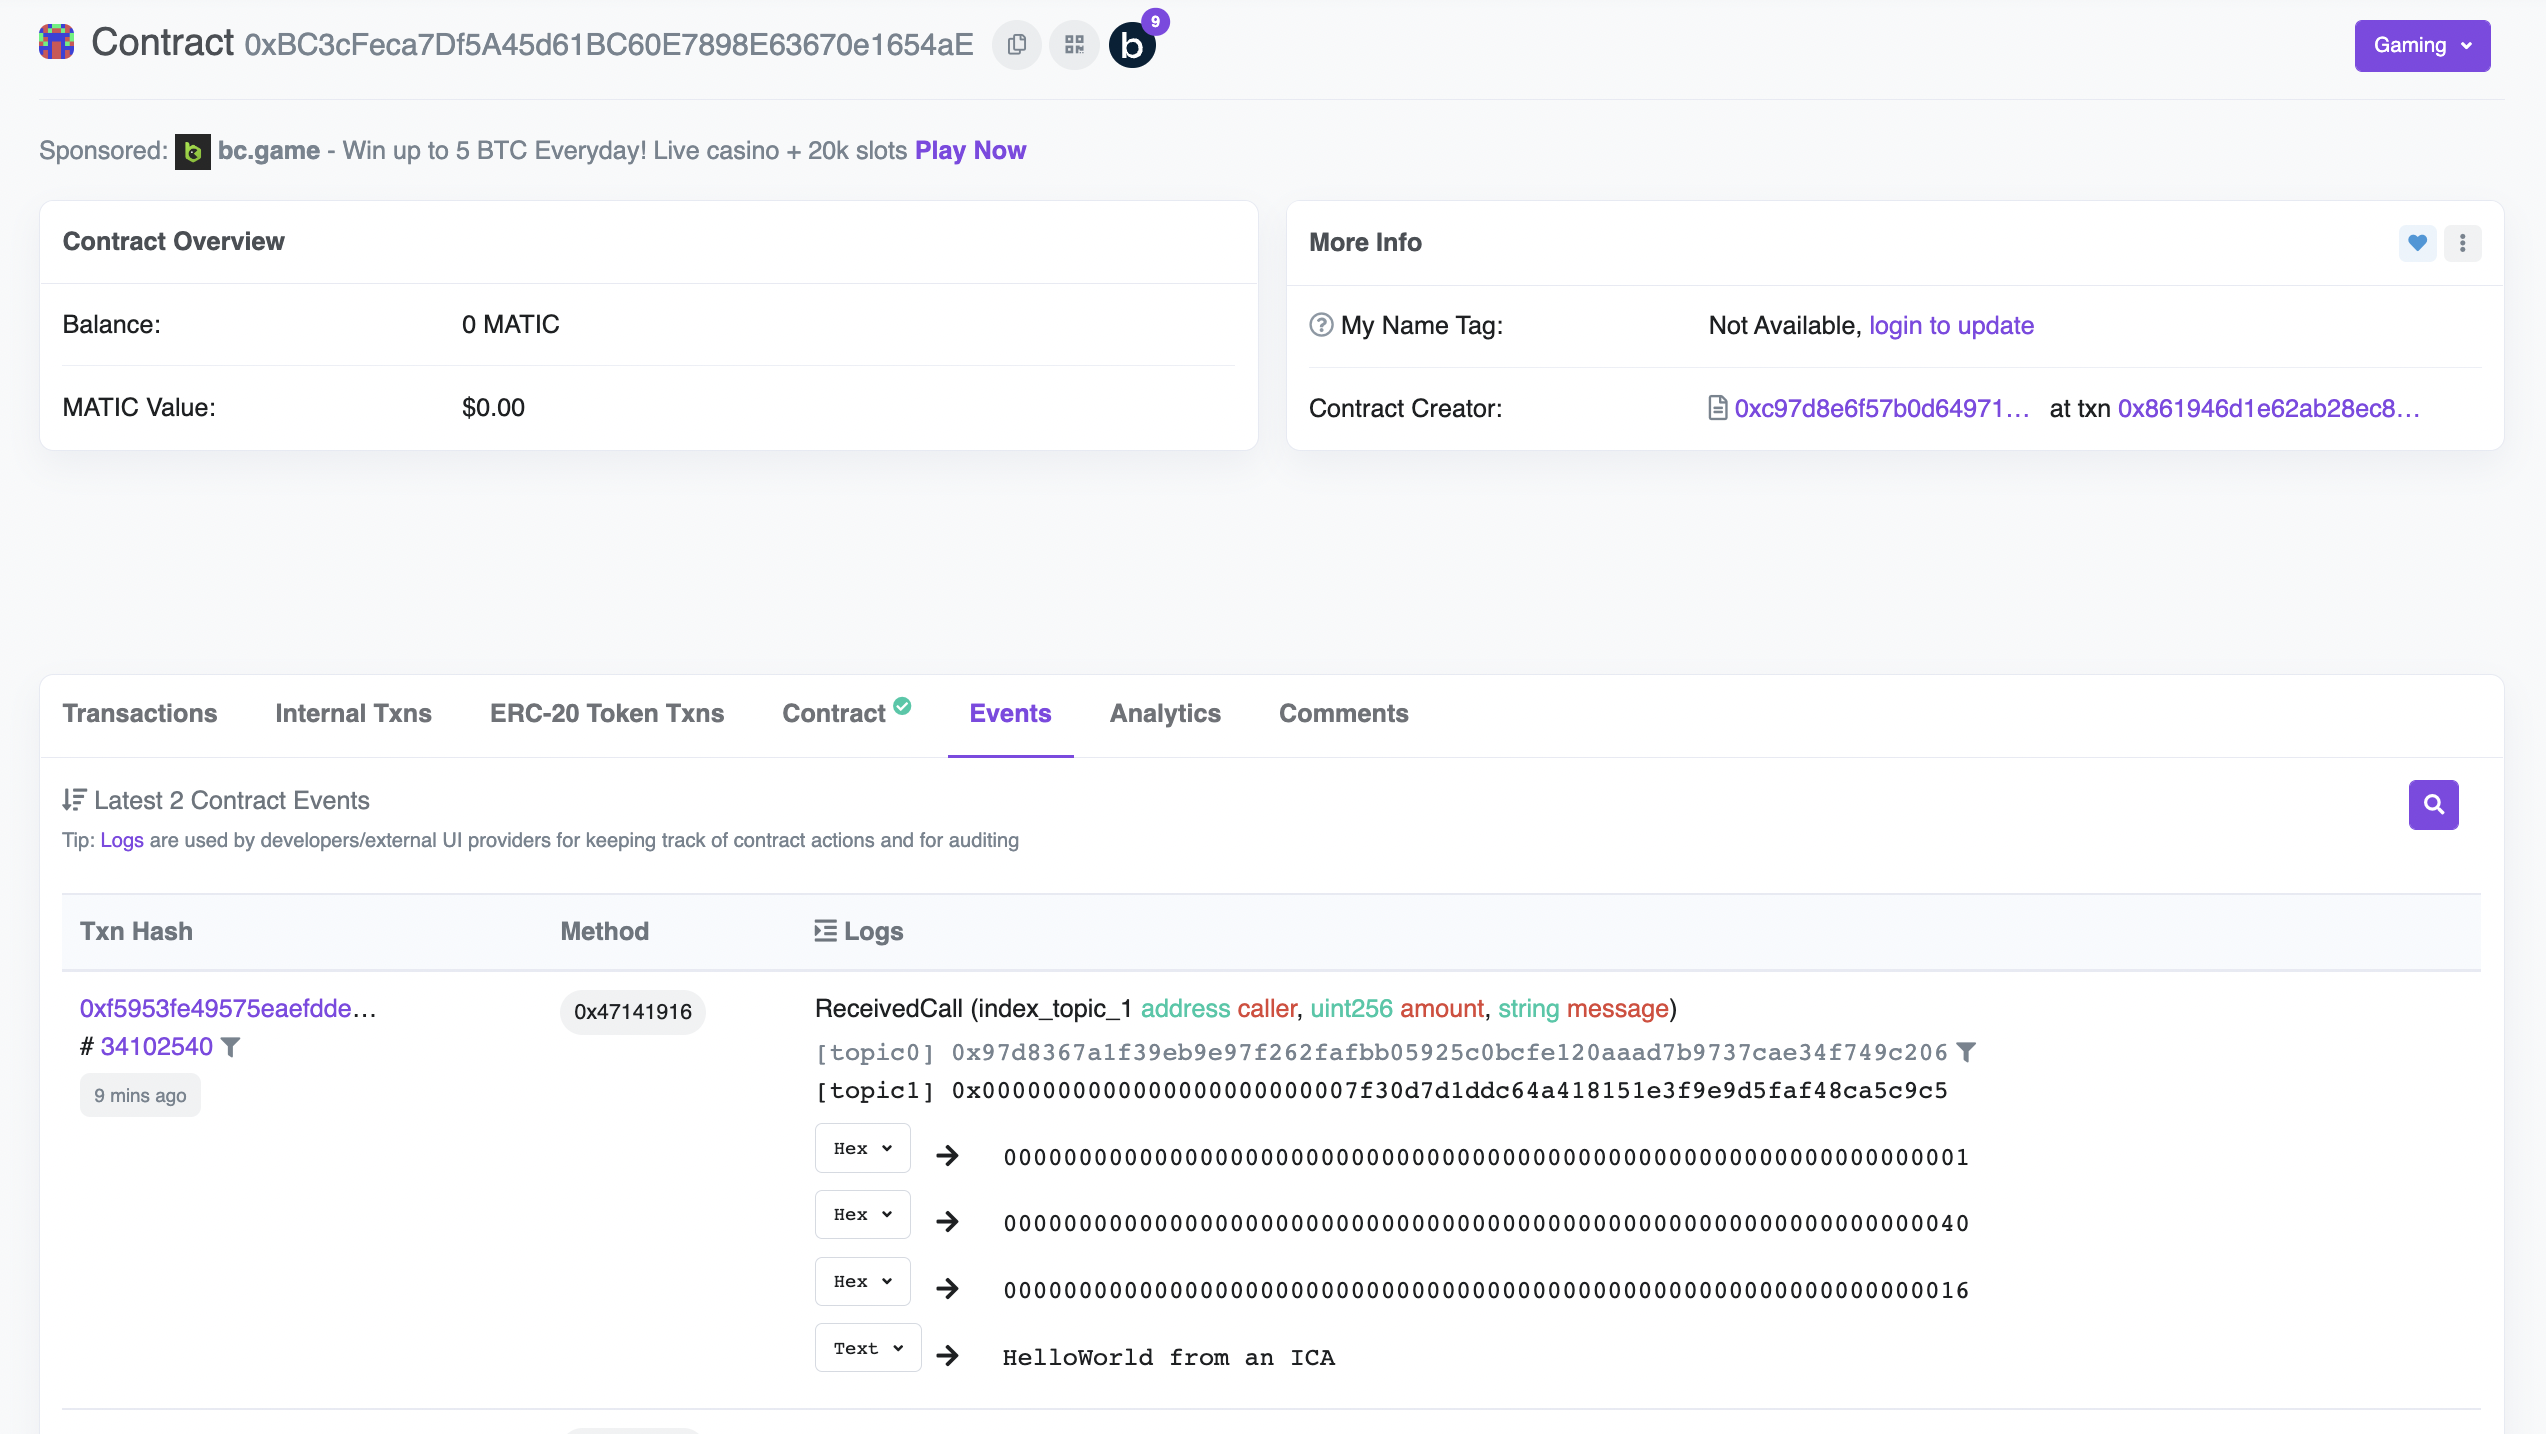 Contract 0xBC3cFeca7Df5A45d61BC60E7898E63670e1654aE b 9
Gaming
Sponsored: b bc.game - Win up to 5 BTC Everyday! Live casino + 20k slots Play Now
Contract Overview
Balance: 0 MATIC
MATIC Value: $0.00
More Info
My Name Tag: Not Available, login to update
Contract Creator: 0xc97d8e6f57b0d64971... at txn 0x861946d1e62ab28ec8...
Transactions Internal Txns ERC-20 Token Txns Contract Events Analytics Comments
Latest 2 Contract Events
Tip: Logs are used by developers/external UI providers for keeping track of contract actions and for auditing
Txn Hash Method Logs
0xf5953fe49575eaefdde... 0x47141916 ReceivedCall (index_topic_1 address caller, uint256 amount, string message)
# 34102540
9 mins ago
[topic0] 0x97d8367a1f39eb9e97f262fafbb05925c0bcfe120aaad7b9737cae34f749c206
[topic1] 0x0000000000000000000000007f30d7d1ddc64a418151e3f9e9d5faf48ca5c9c5
Hex → 0000000000000000000000000000000000000000000000000000000000000001
Hex → 0000000000000000000000000000000000000000000000000000000000000040
Hex → 0000000000000000000000000000000000000000000000000000000000000016
Text → HelloWorld from an ICA